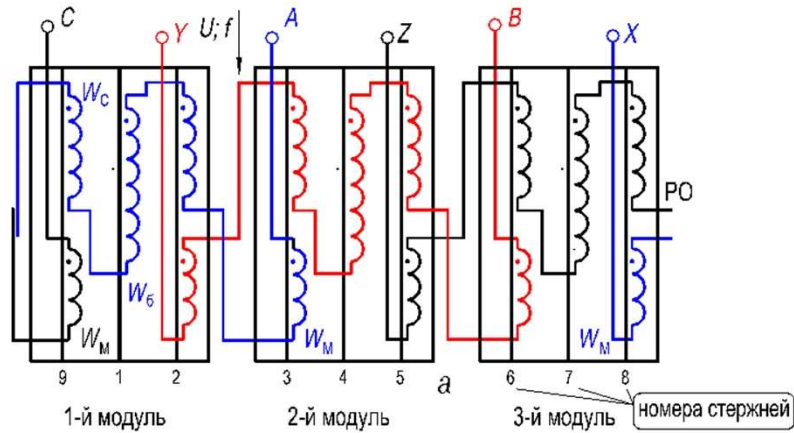 C
Y
U; f
A
Z
B
X
Wс
РО
Wб
Wм
Wм
Wм
9 1 2 3 4 5 а 6 7 8
1-й модуль 2-й модуль 3-й модуль
номера стержней